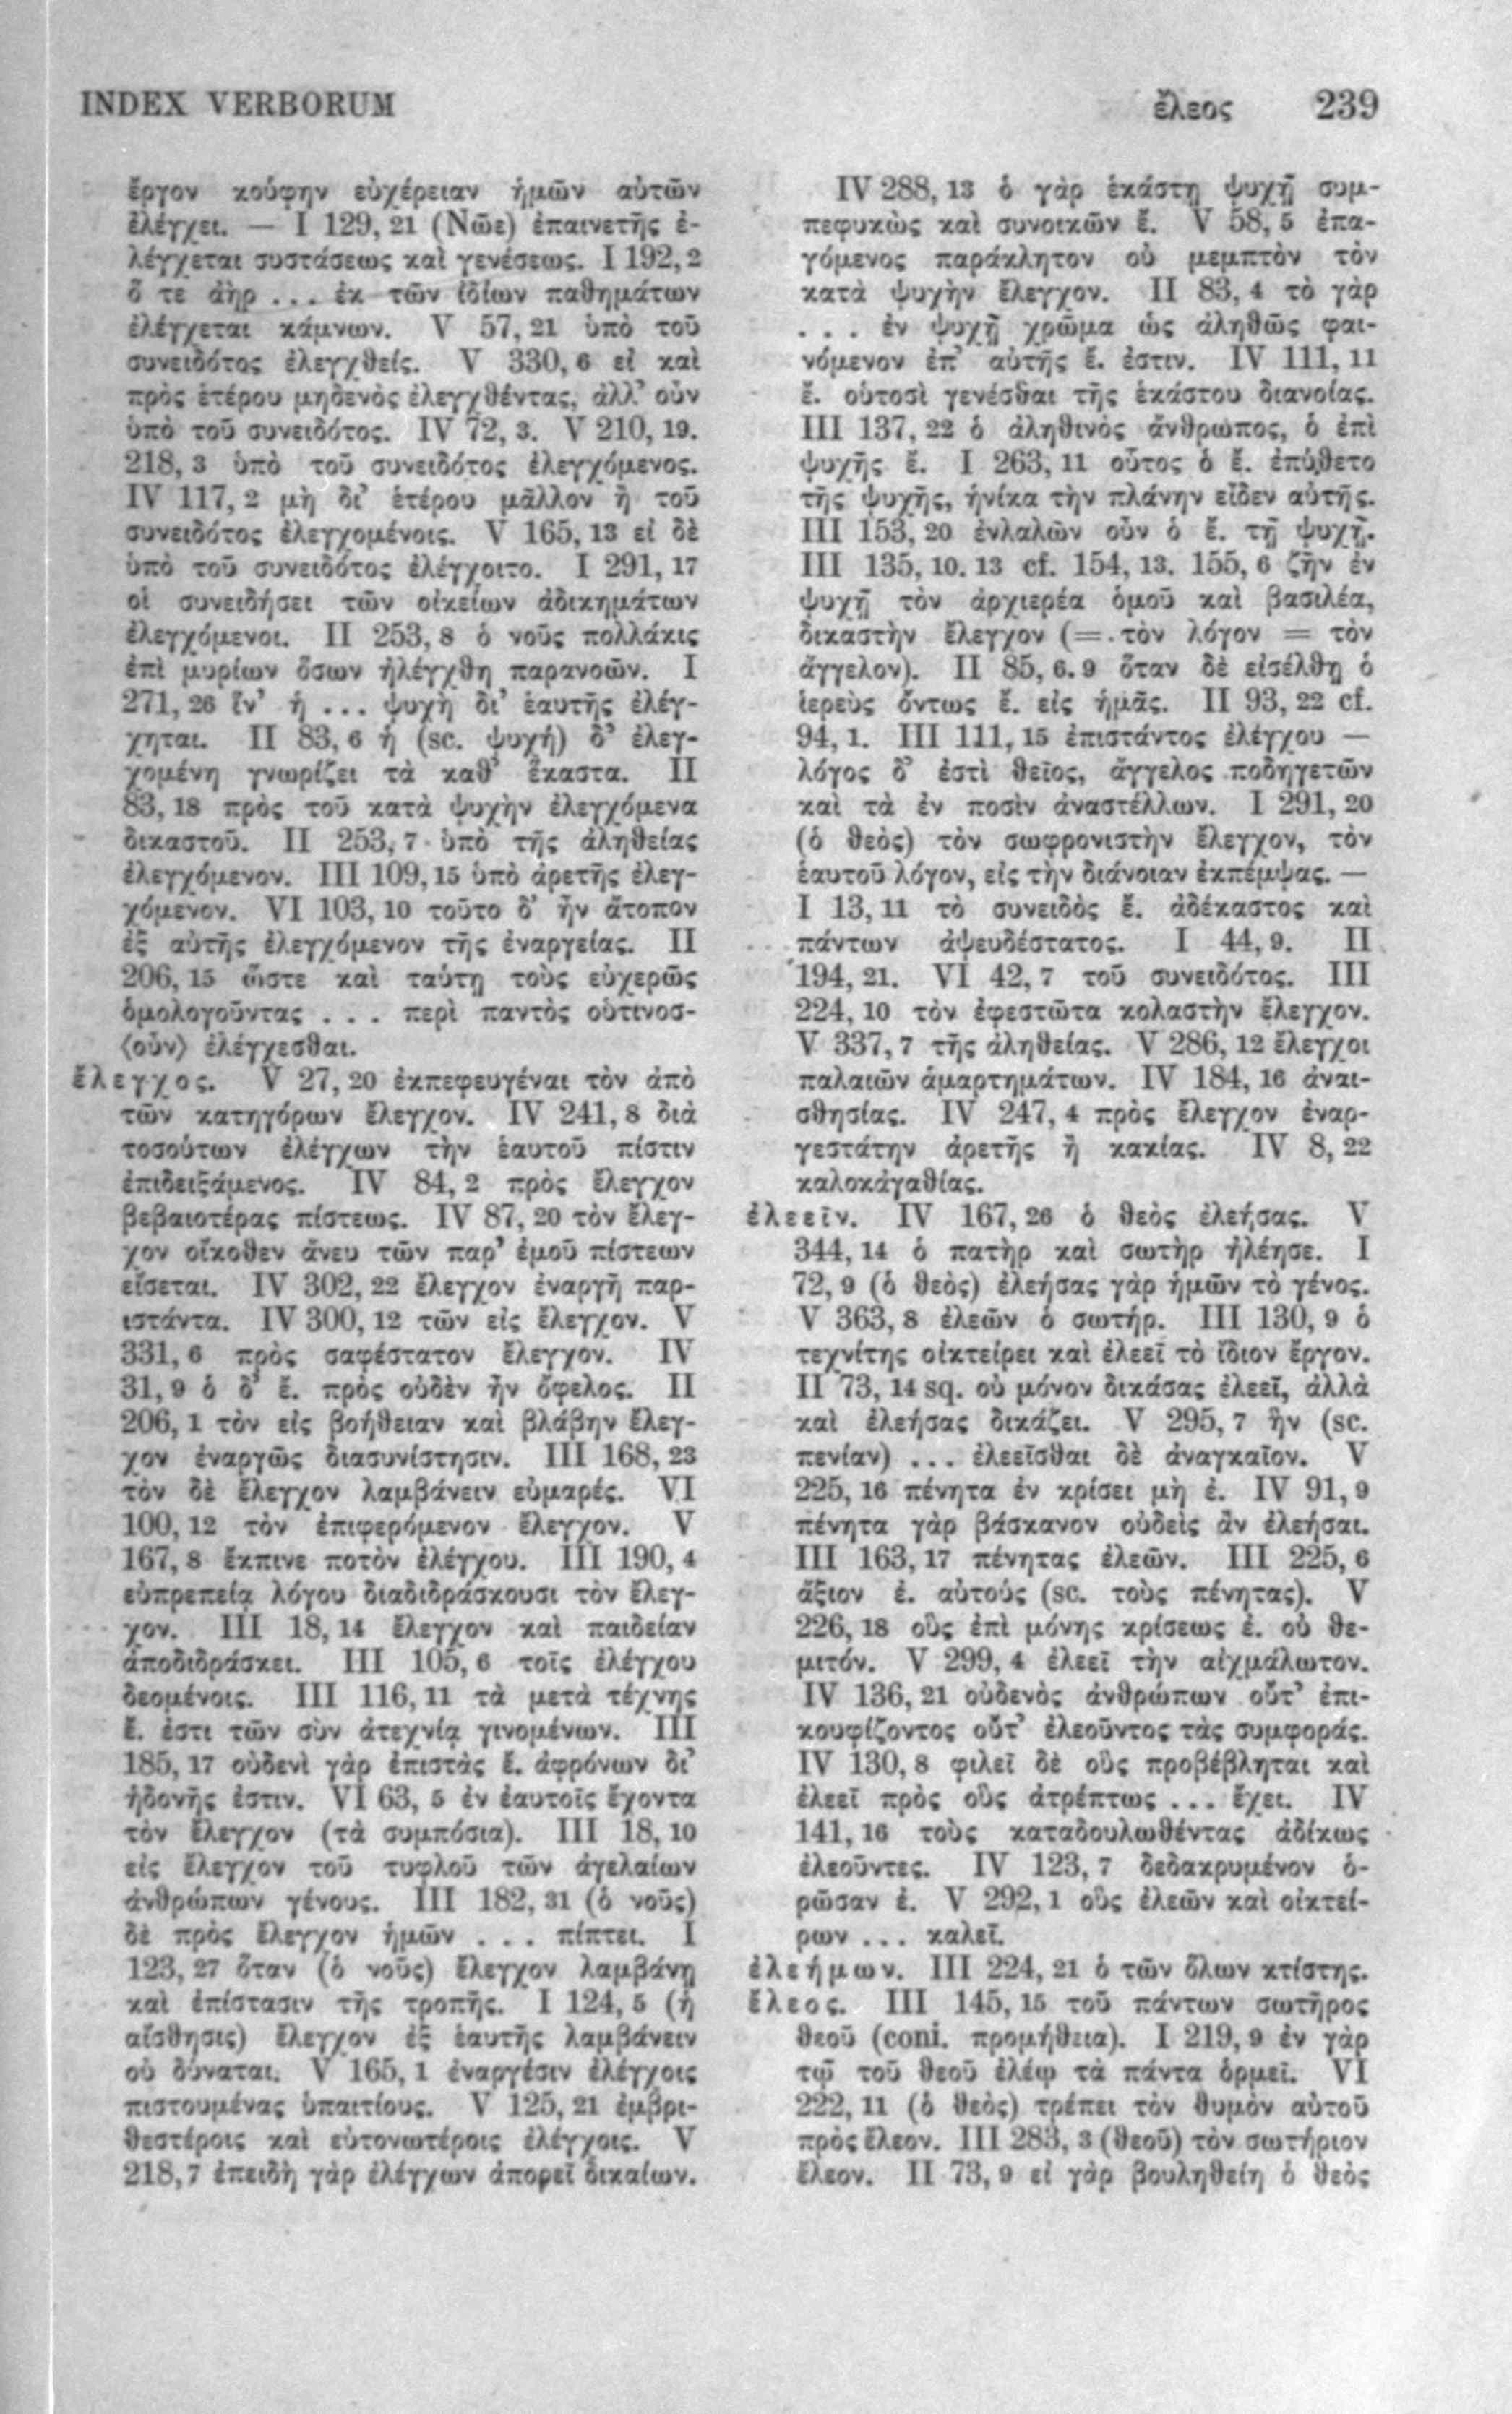 INDEX VERBORUM ἔλεος 239
ἔργον κούφην εὐχέρειαν ἡμῶν αὐτῶν
ἐλέγχει. — I 129, 21 (Νῶε) ἐπαινετῆς ἐ-
λέγχεται συστάσεως καὶ γενέσεως. I 192, 2
ὅ τε ἀὴρ ... ἐκ τῶν ἰδίων παθημάτων
ἐλέγχεται κάμνων. V 57, 21 ὑπὸ τοῦ
συνειδότος ἐλεγχθείς. V 330, 6 εἰ καὶ
πρὸς ἑτέρου μηδενὸς ἐλεγχθέντας, ἀλλ’ οὖν
ὑπὸ τοῦ συνειδότος. IV 72, 3. V 210, 19.
218, 3 ὑπὸ τοῦ συνειδότος ἐλεγχόμενος.
IV 117, 2 μὴ δι’ ἑτέρου μᾶλλον ἢ τοῦ
συνειδότος ἐλεγχομένοις. V 165, 13 εἰ δὲ
ὑπὸ τοῦ συνειδότος ἐλέγχοιτο. I 291, 17
οἱ συνειδήσει τῶν οἰκείων ἀδικημάτων
ἐλεγχόμενοι. II 253, 8 ὁ νοῦς πολλάκις
ἐπὶ μυρίων ὅσων ἠλέγχθη παρανοῶν. I
271, 26 ἵν’ ἡ ... ψυχὴ δι’ ἑαυτῆς ἐλέγ-
χηται. II 83, 6 ἡ (sc. ψυχή) δ’ ἐλεγ-
χομένη γνωρίζει τὰ καθ’ ἕκαστα. II
83, 18 πρὸς τοῦ κατὰ ψυχὴν ἐλεγχόμενα
δικαστοῦ. II 253, 7 ὑπὸ τῆς ἀληθείας
ἐλεγχόμενον. III 109, 15 ὑπὸ ἀρετῆς ἐλεγ-
χόμενον. VI 103, 10 τοῦτο δ’ ἦν ἄτοπον
ἐξ αὐτῆς ἐλεγχόμενον τῆς ἐναργείας. II
206, 15 ὥστε καὶ ταύτῃ τοὺς εὐχερῶς
ὁμολογοῦντας . . . περὶ παντὸς οὑτινοσ-
⟨οῦν⟩ ἐλέγχεσθαι.
ἔλεγχος. V 27, 20 ἐκπεφευγέναι τὸν ἀπὸ
τῶν κατηγόρων ἔλεγχον. IV 241, 8 διὰ
τοσούτων ἐλέγχων τὴν ἑαυτοῦ πίστιν
ἐπιδειξάμενος. IV 84, 2 πρὸς ἔλεγχον
βεβαιοτέρας πίστεως. IV 87, 20 τὸν ἔλεγ-
χον οἴκοθεν ἄνευ τῶν παρ’ ἐμοῦ πίστεων
εἴσεται. IV 302, 22 ἔλεγχον ἐναργῆ παρ-
ιστάντα. IV 300, 12 τῶν εἰς ἔλεγχον. V
331, 6 πρὸς σαφέστατον ἔλεγχον. IV
31, 9 ὁ δ’ ἔ. πρὸς οὐδὲν ἦν ὄφελος. II
206, 1 τὸν εἰς βοήθειαν καὶ βλάβην ἔλεγ-
χον ἐναργῶς διασυνίστησιν. III 168, 23
τὸν δὲ ἔλεγχον λαμβάνειν εὐμαρές. VI
100, 12 τὸν ἐπιφερόμενον ἔλεγχον. V
167, 8 ἔκπινε ποτὸν ἐλέγχου. III 190, 4
εὐπρεπείᾳ λόγου διαδιδράσκουσι τὸν ἔλεγ-
χον. III 18, 14 ἔλεγχον καὶ παιδείαν
ἀποδιδράσκει. III 105, 6 τοῖς ἐλέγχου
δεομένοις. III 116, 11 τὰ μετὰ τέχνης
ἔ. ἐστι τῶν σὺν ἀτεχνίᾳ γινομένων. III
185, 17 οὐδενὶ γὰρ ἐπιστὰς ἔ. ἀφρόνων δι’
ἡδονῆς ἐστιν. VI 63, 5 ἐν ἑαυτοῖς ἔχοντα
τὸν ἔλεγχον (τὰ συμπόσια). III 18, 10
εἰς ἔλεγχον τοῦ τυφλοῦ τῶν ἀγελαίων
ἀνθρώπων γένους. III 182, 31 (ὁ νοῦς)
δὲ πρὸς ἔλεγχον ἡμῶν . . . πίπτει. I
123, 27 ὅταν (ὁ νοῦς) ἔλεγχον λαμβάνῃ
καὶ ἐπίστασιν τῆς τροπῆς. I 124, 5 (ἡ
αἴσθησις) ἔλεγχον ἐξ ἑαυτῆς λαμβάνειν
οὐ δύναται. V 165, 1 ἐναργέσιν ἐλέγχοις
πιστουμένας ὑπαιτίους. V 125, 21 ἐμβρι-
θεστέροις καὶ εὐτονωτέροις ἐλέγχοις. V
218, 7 ἐπειδὴ γὰρ ἐλέγχων ἀπορεῖ δικαίων.
IV 288, 13 ὁ γὰρ ἑκάστῃ ψυχῇ συμ-
πεφυκὼς καὶ συνοικῶν ἔ. V 58, 5 ἐπα-
γόμενος παράκλητον οὐ μεμπτὸν τὸν
κατὰ ψυχὴν ἔλεγχον. II 83, 4 τὸ γὰρ
. . . ἐν ψυχῇ χρῶμα ὡς ἀληθῶς φαι-
νόμενον ἐπ’ αὐτῆς ἔ. ἐστιν. IV 111, 11
ἔ. οὑτοσὶ γενέσθαι τῆς ἑκάστου διανοίας.
III 137, 22 ὁ ἀληθινὸς ἄνθρωπος, ὁ ἐπὶ
ψυχῆς ἔ. I 263, 11 οὗτος ὁ ἔ. ἐπύθετο
τῆς ψυχῆς, ἡνίκα τὴν πλάνην εἶδεν αὐτῆς.
III 153, 20 ἐνλαλῶν οὖν ὁ ἔ. τῇ ψυχῇ.
III 135, 10. 13 cf. 154, 13. 155, 6 ζῆν ἐν
ψυχῇ τὸν ἀρχιερέα ὁμοῦ καὶ βασιλέα,
δικαστὴν ἔλεγχον (= τὸν λόγον = τὸν
ἄγγελον). II 85, 6. 9 ὅταν δὲ εἰσέλθῃ ὁ
ἱερεὺς ὄντως ἔ. εἰς ἡμᾶς. II 93, 22 cf.
94, 1. III 111, 15 ἐπιστάντος ἐλέγχου —
λόγος δ’ ἐστὶ θεῖος, ἄγγελος ποδηγετῶν
καὶ τὰ ἐν ποσὶν ἀναστέλλων. I 291, 20
(ὁ θεὸς) τὸν σωφρονιστὴν ἔλεγχον, τὸν
ἑαυτοῦ λόγον, εἰς τὴν διάνοιαν ἐκπέμψας. —
I 13, 11 τὸ συνειδὸς ἔ. ἀδέκαστος καὶ
πάντων ἀψευδέστατος. I 44, 9. II
194, 21. VI 42, 7 τοῦ συνειδότος. III
224, 10 τὸν ἐφεστῶτα κολαστὴν ἔλεγχον.
V 337, 7 τῆς ἀληθείας. V 286, 12 ἔλεγχοι
παλαιῶν ἁμαρτημάτων. IV 184, 16 ἀναι-
σθησίας. IV 247, 4 πρὸς ἔλεγχον ἐναρ-
γεστάτην ἀρετῆς ἢ κακίας. IV 8, 22
καλοκἀγαθίας.
ἐλεεῖν. IV 167, 26 ὁ θεὸς ἐλεήσας. V
344, 14 ὁ πατὴρ καὶ σωτὴρ ἠλέησε. I
72, 9 (ὁ θεὸς) ἐλεήσας γὰρ ἡμῶν τὸ γένος.
V 363, 8 ἐλεῶν ὁ σωτήρ. III 130, 9 ὁ
τεχνίτης οἰκτείρει καὶ ἐλεεῖ τὸ ἴδιον ἔργον.
II 73, 14 sq. οὐ μόνον δικάσας ἐλεεῖ, ἀλλὰ
καὶ ἐλεήσας δικάζει. V 295, 7 ἣν (sc.
πενίαν) ... ἐλεεῖσθαι δὲ ἀναγκαῖον. V
225, 16 πένητα ἐν κρίσει μὴ ἐ. IV 91, 9
πένητα γὰρ βάσκανον οὐδεὶς ἂν ἐλεήσαι.
III 163, 17 πένητας ἐλεῶν. III 225, 6
ἄξιον ἐ. αὐτούς (sc. τοὺς πένητας). V
226, 18 οὓς ἐπὶ μόνης κρίσεως ἐ. οὐ θε-
μιτόν. V 299, 4 ἐλεεῖ τὴν αἰχμάλωτον.
IV 136, 21 οὐδενὸς ἀνθρώπων οὔτ’ ἐπι-
κουφίζοντος οὔτ’ ἐλεοῦντος τὰς συμφοράς.
IV 130, 8 φιλεῖ δὲ οὓς προβέβληται καὶ
ἐλεεῖ πρὸς οὓς ἀτρέπτως ... ἔχει. IV
141, 16 τοὺς καταδουλωθέντας ἀδίκως
ἐλεοῦντες. IV 123, 7 δεδακρυμένον ὁ-
ρῶσαν ἐ. V 292, 1 οὓς ἐλεῶν καὶ οἰκτεί-
ρων ... καλεῖ.
ἐλεήμων. III 224, 21 ὁ τῶν ὅλων κτίστης.
ἔλεος. III 145, 15 τοῦ πάντων σωτῆρος
θεοῦ (coni. προμήθεια). I 219, 9 ἐν γὰρ
τῷ τοῦ θεοῦ ἐλέῳ τὰ πάντα ὁρμεῖ. VI
222, 11 (ὁ θεὸς) τρέπει τὸν θυμὸν αὐτοῦ
πρὸς ἔλεον. III 283, 3 (θεοῦ) τὸν σωτήριον
ἔλεον. II 73, 9 εἰ γὰρ βουληθείη ὁ θεὸς